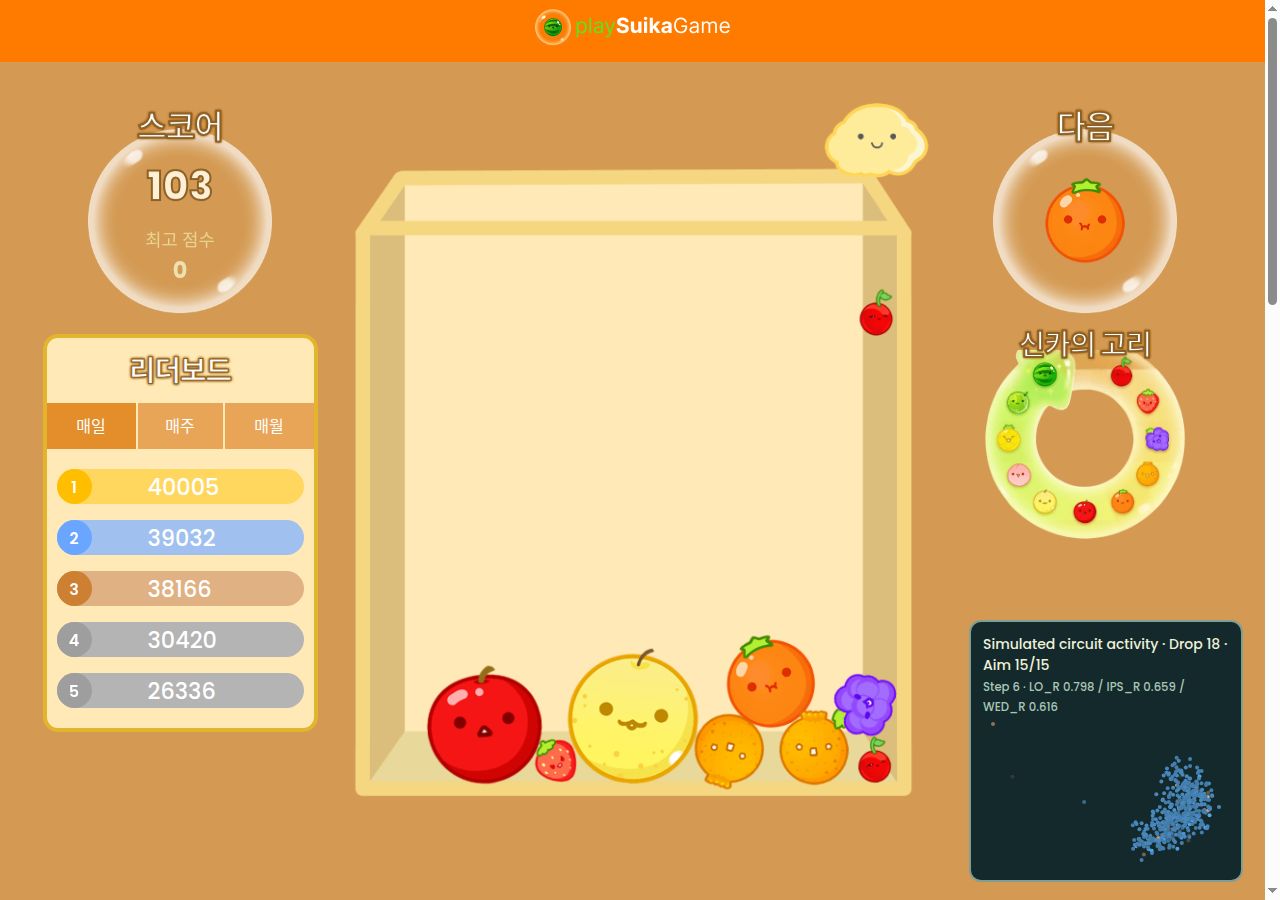 playSuikaGame
스코어
103
최고 점수
0
다음
리더보드
매일 매주 매월
1 40005
2 39032
3 38166
4 30420
5 26336
신카의 고리
Simulated circuit activity · Drop 18 ·
Aim 15/15
Step 6 · LO_R 0.798 / IPS_R 0.659 /
WED_R 0.616